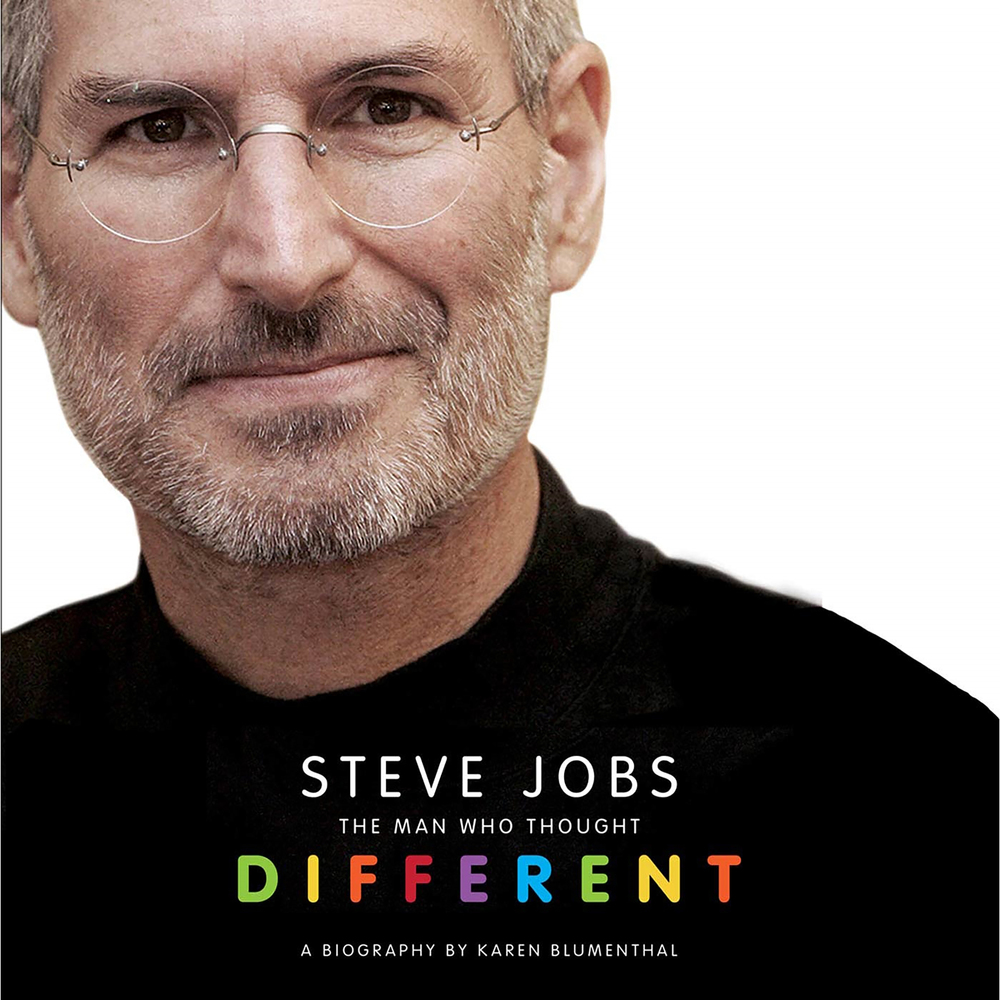 STEVE JOBS
THE MAN WHO THOUGHT
DIFFERENT
A BIOGRAPHY BY KAREN BLUMENTHAL